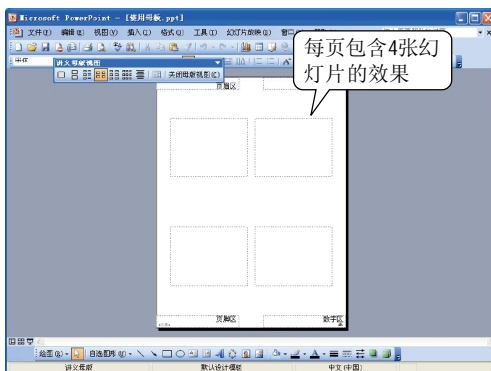 Microsoft PowerPoint - [使用母板.ppt]
文件(F) 编辑(E) 视图(V) 插入(I) 格式(O) 工具(T) 幻灯片放映(D)
讲义母版视图
关闭母版视图(C)
每页包含4张幻
灯片的效果
页眉区
页脚区
数字区
绘图(R) 自选图形(U)
讲义母版 默认设计模板 中文(中国)